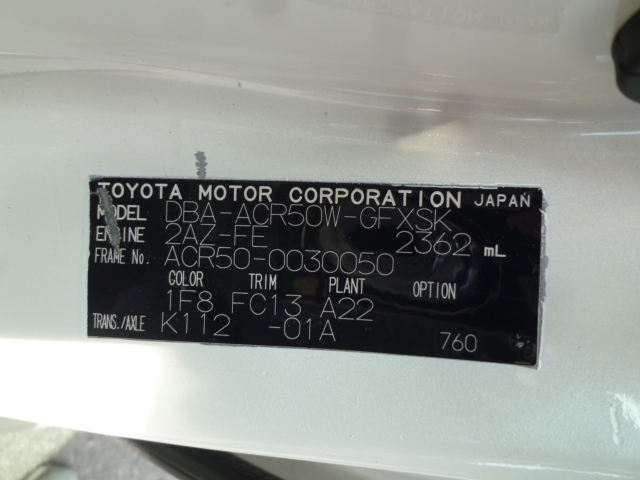 TOYOTA MOTOR CORPORATION JAPAN
MODEL DBA-ACR50W-GFXSK
ENGINE 2AZ-FE 2362 mL
FRAME No. ACR50-0030050
COLOR TRIM PLANT OPTION
1F8 FC13 A22
TRANS./AXLE K112 -01A
760